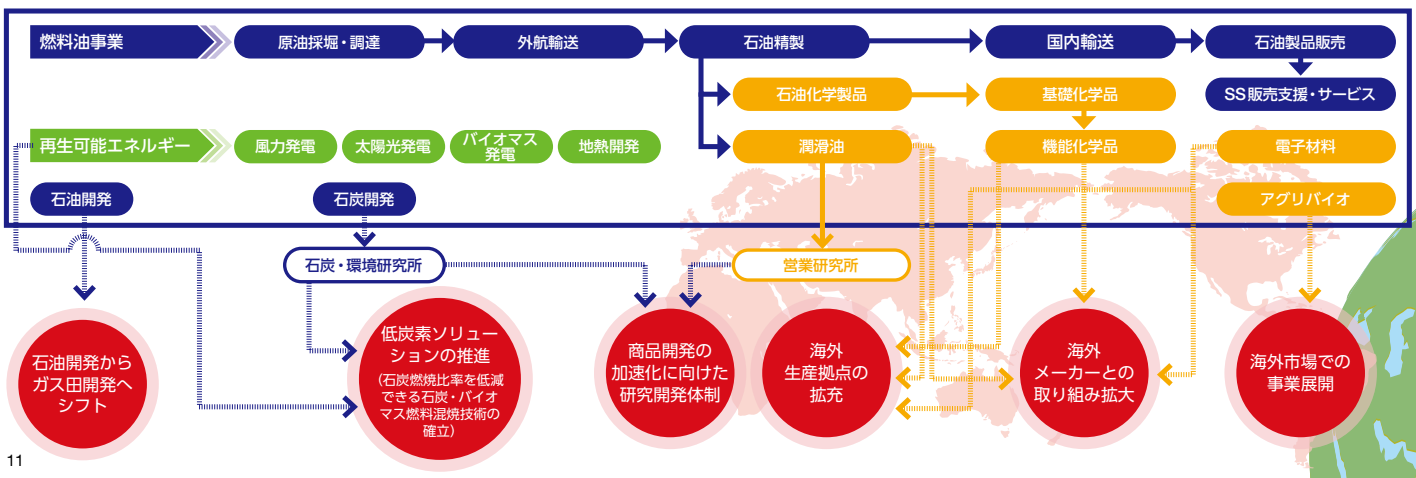 燃料油事業
原油採掘・調達
外航輸送
石油精製
国内輸送
石油製品販売
石油化学製品
基礎化学品
SS販売支援・サービス
再生可能エネルギー
風力発電
太陽光発電
バイオマス
発電
地熱開発
潤滑油
機能化学品
電子材料
石油開発
石炭開発
アグリバイオ
石炭・環境研究所
営業研究所
石油開発から
ガス田開発へ
シフト
低炭素ソリュー
ションの推進
(石炭燃焼比率を低減
できる石炭・バイオ
マス燃料混焼技術の
確立)
商品開発の
加速化に向けた
研究開発体制
海外
生産拠点の
拡充
海外
メーカーとの
取り組み拡大
海外市場での
事業展開
11